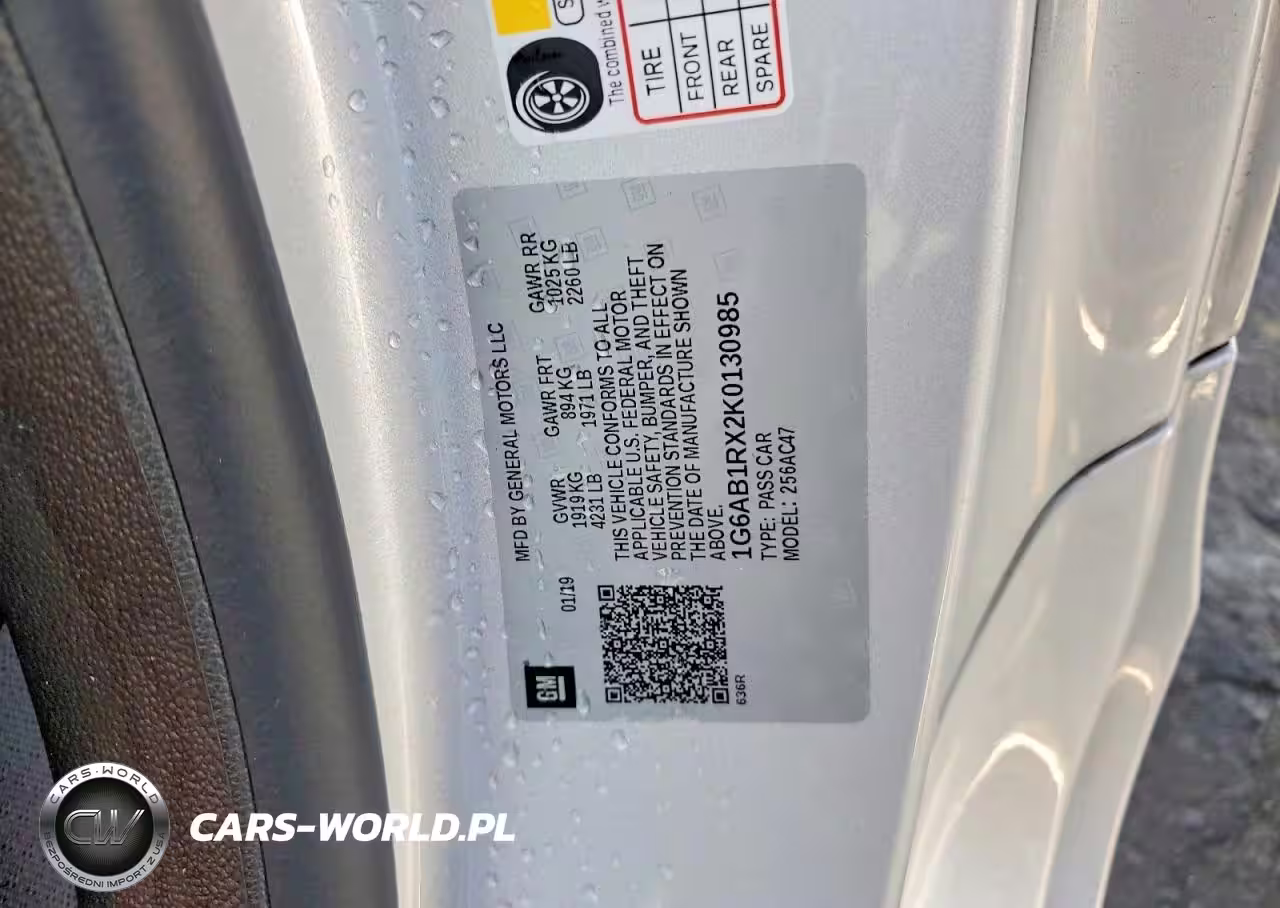 The combined
TIRE
FRONT
REAR
SPARE
MFD BY GENERAL MOTORS LLC
01/19
GVWR GAWR FRT GAWR RR
1919 KG 894 KG 1025 KG
4231 LB 1971 LB 2260 LB
THIS VEHICLE CONFORMS TO ALL
APPLICABLE U.S. FEDERAL MOTOR
VEHICLE SAFETY, BUMPER, AND THEFT
PREVENTION STANDARDS IN EFFECT ON
THE DATE OF MANUFACTURE SHOWN
ABOVE.
1G6AB1RX2K0130985
TYPE: PASS CAR
MODEL: 256AC47
GM
636R
CARS-WORLD
CW
BEZPOŚREDNI IMPORT Z USA
CARS-WORLD.PL